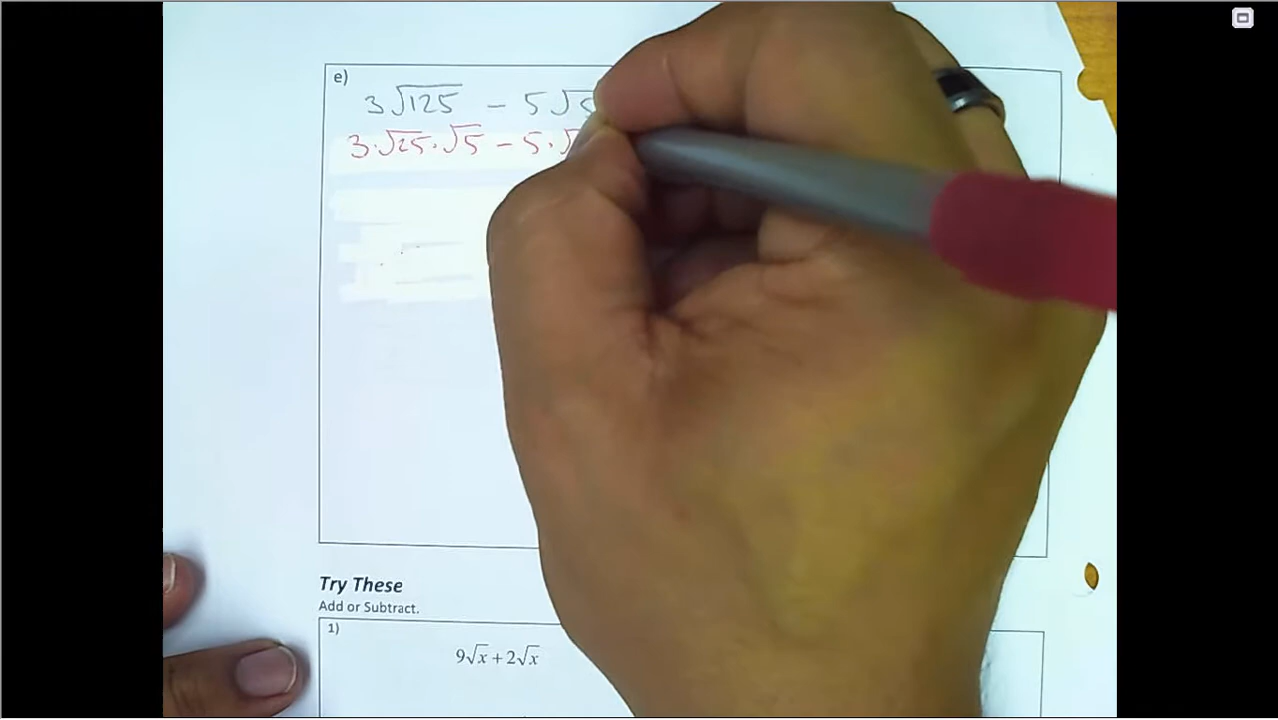 e)
3√125 − 5√5
3·√25·√5 − 5·√
Try These
Add or Subtract.
1)
9√x + 2√x